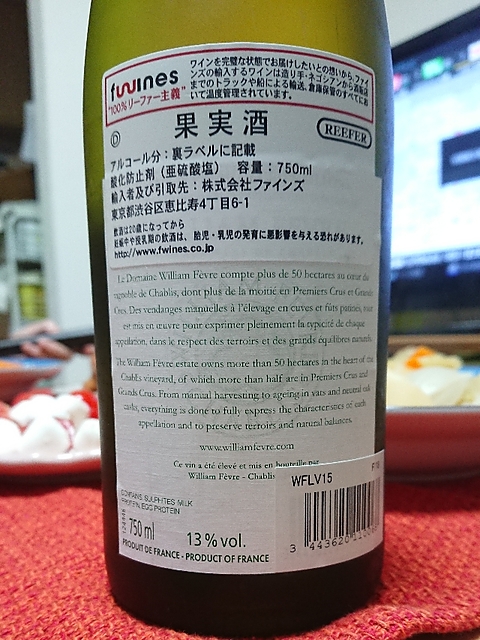 fwines
"100%リーファー主義"
ワインを完璧な状態でお届けしたいとの想いから、ファイ
ンズの輸入するワインは造り手・ネゴシアンから酒販店
までのトラックや船による輸送、倉庫保管のすべてにお
いて温度管理されています。
D
果実酒
REEFER
アルコール分:裏ラベルに記載
酸化防止剤(亜硫酸塩) 容量:750ml
輸入者及び引取先:株式会社ファインズ
東京都渋谷区恵比寿4丁目6-1
飲酒は20歳になってから
妊娠中や授乳期の飲酒は、胎児・乳児の発育に悪影響を与える恐れがあります。
http://www.fwines.co.jp
Le Domaine William Fèvre compte plus de 50 hectares au cœur du
vignoble de Chablis, dont plus de la moitié en Premiers Crus et Grands
Crus. Des vendanges manuelles à l'élevage en cuves et fûts patinés, tout
est mis en œuvre pour exprimer pleinement la typicité de chaque
appellation, dans le respect des terroirs et des grands équilibres naturels.
The William Fèvre estate owns more than 50 hectares in the heart of the
Chablis vineyard, of which more than half are in Premiers Crus and
Grands Crus. From manual harvesting to ageing in vats and neutral oak
casks, everything is done to fully express the characteristics of each
appellation and to preserve terroirs and natural balances.
www.williamfevre.com
Ce vin a été élevé et mis en bouteille par
William Fèvre - Chablis
WFLV15
CONTAINS SULPHITES MILK
PROTEIN, EGG PROTEIN
750 ml
13 % vol.
PRODUIT DE FRANCE - PRODUCT OF FRANCE